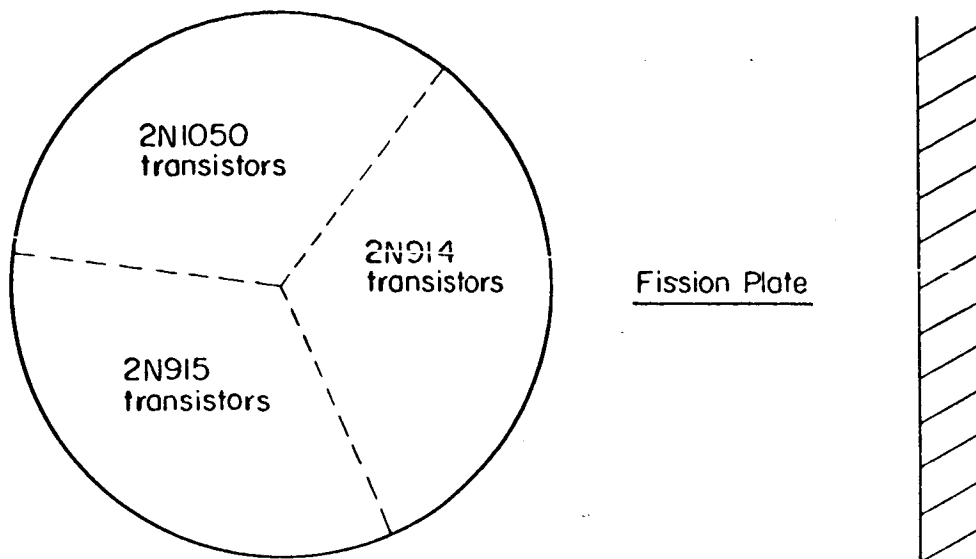 2N1050
transistors
2N914
transistors
Fission Plate
2N915
transistors